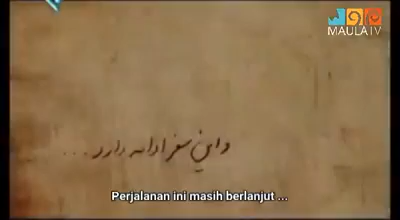 MAULA TV
و این سفر ادامه دارد ...
Perjalanan ini masih berlanjut ...